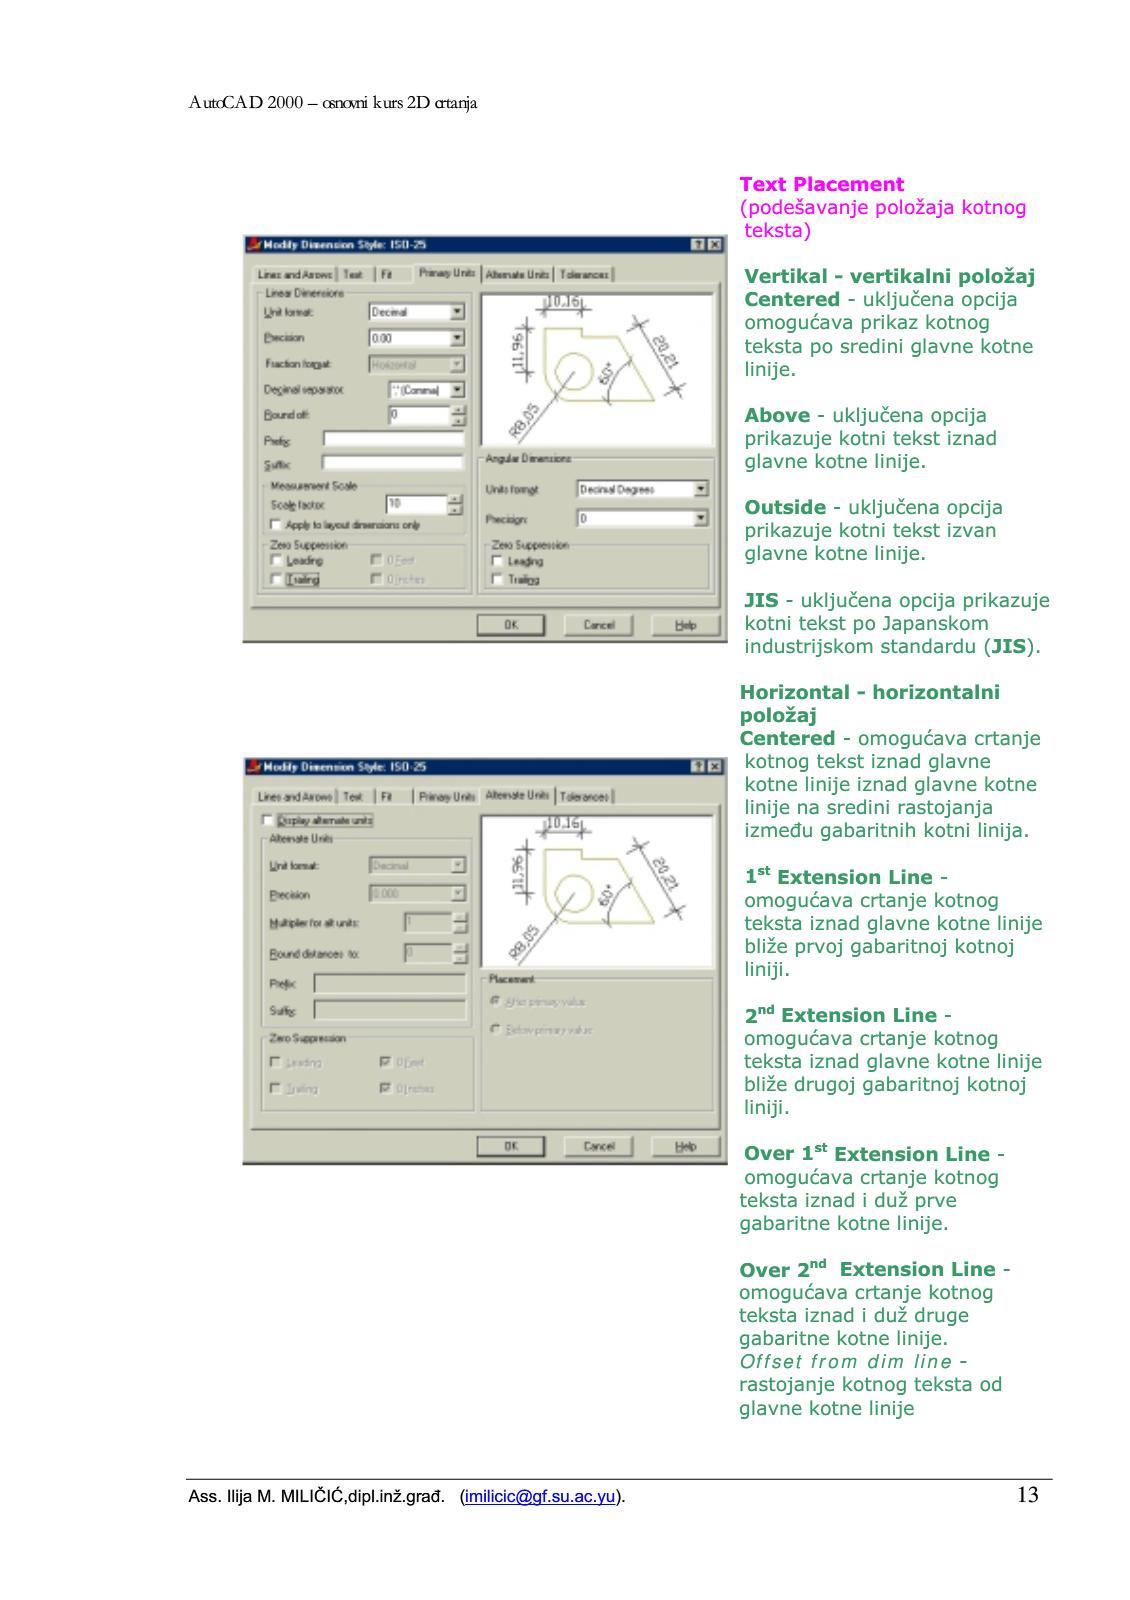 AutoCAD 2000 – osnovni kurs 2D crtanja
Text Placement
(podešavanje položaja kotnog
teksta)
Vertikal - vertikalni položaj
Centered - uključena opcija
omogućava prikaz kotnog
teksta po sredini glavne kotne
linije.
Above - uključena opcija
prikazuje kotni tekst iznad
glavne kotne linije.
Outside - uključena opcija
prikazuje kotni tekst izvan
glavne kotne linije.
JIS - uključena opcija prikazuje
kotni tekst po Japanskom
industrijskom standardu (JIS).
Horizontal - horizontalni
položaj
Centered - omogućava crtanje
kotnog tekst iznad glavne
kotne linije iznad glavne kotne
linije na sredini rastojanja
između gabaritnih kotni linija.
1st Extension Line -
omogućava crtanje kotnog
teksta iznad glavne kotne linije
bliže prvoj gabaritnoj kotnoj
liniji.
2nd Extension Line -
omogućava crtanje kotnog
teksta iznad glavne kotne linije
bliže drugoj gabaritnoj kotnoj
liniji.
Over 1st Extension Line -
omogućava crtanje kotnog
teksta iznad i duž prve
gabaritne kotne linije.
Over 2nd Extension Line -
omogućava crtanje kotnog
teksta iznad i duž druge
gabaritne kotne linije.
Offset from dim line -
rastojanje kotnog teksta od
glavne kotne linije
Modify Dimension Style: ISO-25
Lines and Arrows Text Fit Primary Units Alternate Units Tolerances
Linear Dimensions
Unit format: Decimal
Precision 0.00
Fraction format: Horizontal
Decimal separator: ',' (Comma)
Round off: 0
Prefix:
Suffix:
Measurement Scale
Scale factor: 10
Apply to layout dimensions only
Zero Suppression
Leading 0 Feet
Trailing 0 Inches
10,16
11,96
20,21
60°
R8,05
Angular Dimensions
Units format: Decimal Degrees
Precision: 0
Zero Suppression
Leading
Trailing
OK Cancel Help
Modify Dimension Style: ISO-25
Lines and Arrows Text Fit Primary Units Alternate Units Tolerances
Display alternate units
Alternate Units
Unit format: Decimal
Precision 0.000
Multiplier for alt units: 1
Round distances to: 0
Prefix:
Suffix:
Zero Suppression
Leading 0 Feet
Trailing 0 Inches
10,16
11,96
20,21
60°
R8,05
Placement
After primary value
Below primary value
OK Cancel Help
Ass. Ilija M. MILIČIĆ,dipl.inž.građ. (imilicic@gf.su.ac.yu). 13